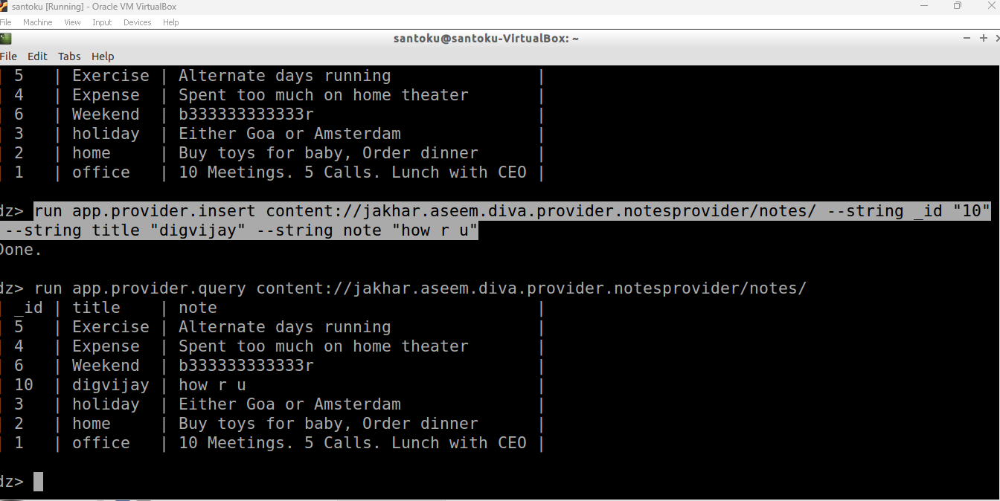 santoku [Running] - Oracle VM VirtualBox
File Machine View Input Devices Help
santoku@santoku-VirtualBox: ~
File Edit Tabs Help
| 5 | Exercise | Alternate days running |
| 4 | Expense | Spent too much on home theater |
| 6 | Weekend | b333333333333r |
| 3 | holiday | Either Goa or Amsterdam |
| 2 | home | Buy toys for baby, Order dinner |
| 1 | office | 10 Meetings. 5 Calls. Lunch with CEO |
dz> run app.provider.insert content://jakhar.aseem.diva.provider.notesprovider/notes/ --string _id "10"
--string title "digvijay" --string note "how r u"
Done.
dz> run app.provider.query content://jakhar.aseem.diva.provider.notesprovider/notes/
| _id | title | note |
| 5 | Exercise | Alternate days running |
| 4 | Expense | Spent too much on home theater |
| 6 | Weekend | b333333333333r |
| 10 | digvijay | how r u |
| 3 | holiday | Either Goa or Amsterdam |
| 2 | home | Buy toys for baby, Order dinner |
| 1 | office | 10 Meetings. 5 Calls. Lunch with CEO |
dz>